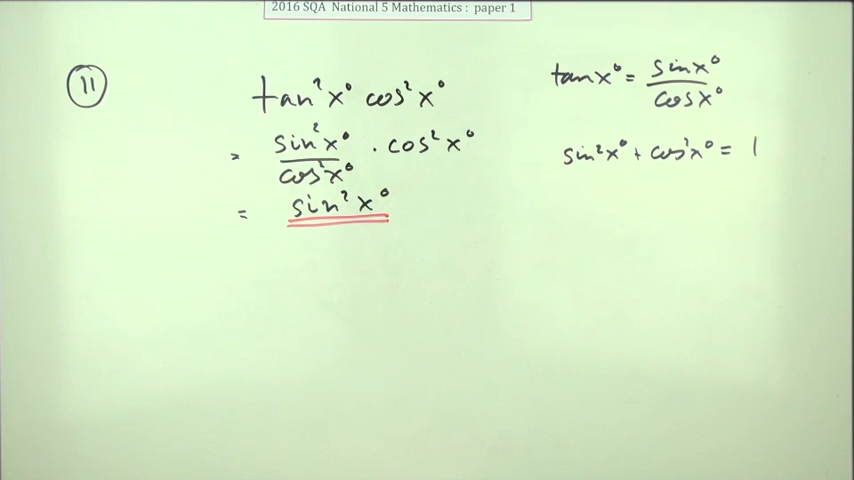 2016 SQA National 5 Mathematics : paper 1
11
tan²x° cos²x°
= sin²x°/cos²x° . cos²x°
= sin²x°
tanx° = sinx°/cosx°
sin²x° + cos²x° = 1